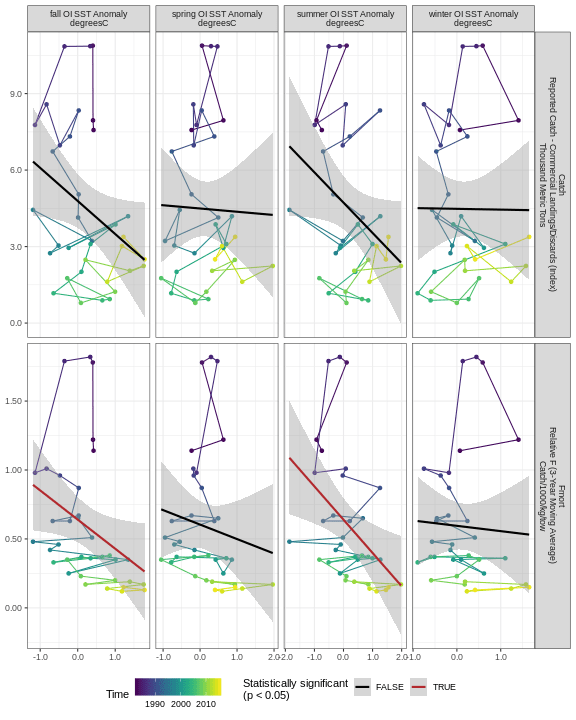 fall OI SST Anomaly
degreesC
spring OI SST Anomaly
degreesC
summer OI SST Anomaly
degreesC
winter OI SST Anomaly
degreesC
9.0
6.0
3.0
0.0
Catch
Reported Catch - Commercial Landings/Discards (Index)
Thousand Metric Tons
1.50
1.00
0.50
0.00
Fmort
Relative F (3-Year Moving Average)
Catch/1000/kg/tow
-1.0 0.0 1.0
-1.0 0.0 1.0 2.0
2.0 -1.0 0.0 1.0 2.0
1.0 0.0 1.0
Time
1990 2000 2010
Statistically significant
(p < 0.05)
FALSE
TRUE